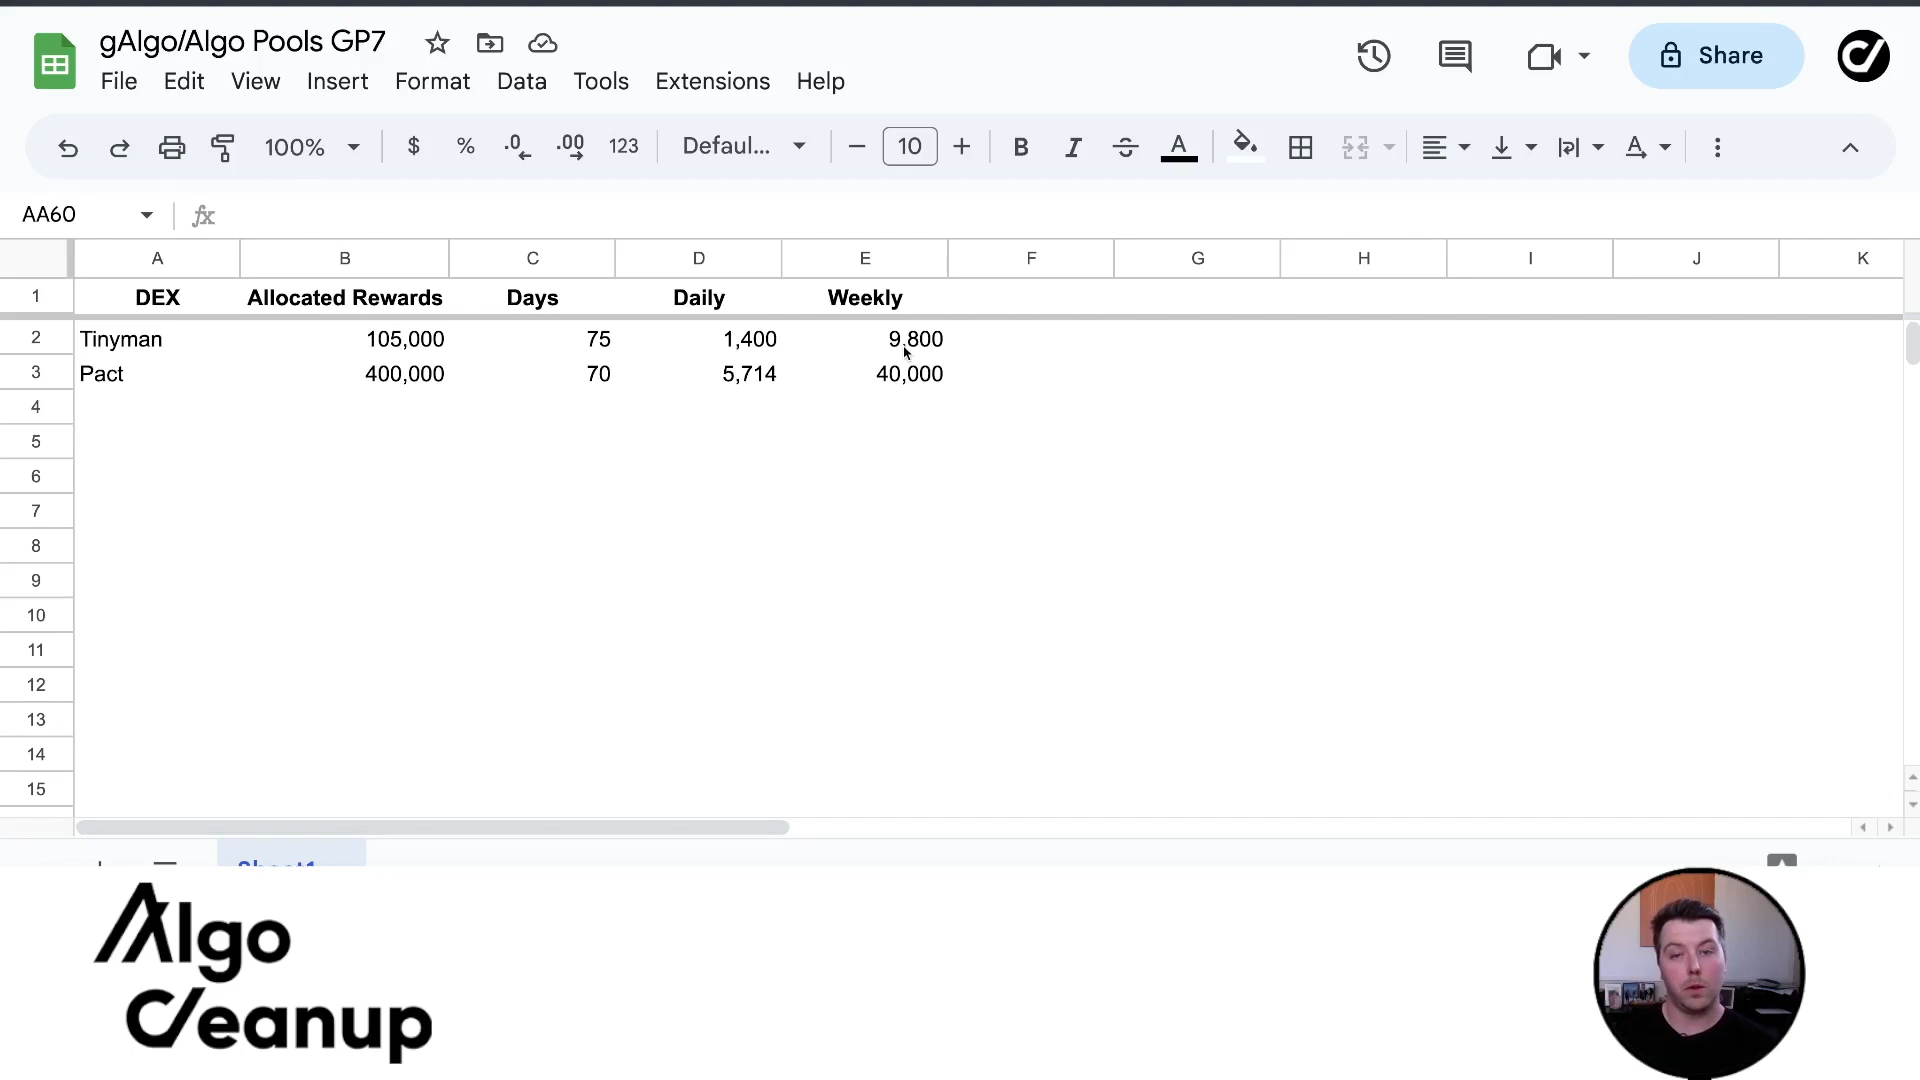 gAlgo/Algo Pools GP7
File Edit View Insert Format Data Tools Extensions Help
Share
100% $ % .0 .00 123 Defaul... 10 B I A
AA60 fx
A B C D E F G H I J K
1 DEX Allocated Rewards Days Daily Weekly
2 Tinyman 105,000 75 1,400 9,800
3 Pact 400,000 70 5,714 40,000
4
5
6
7
8
9
10
11
12
13
14
15
Sheet1
Algo
Cleanup